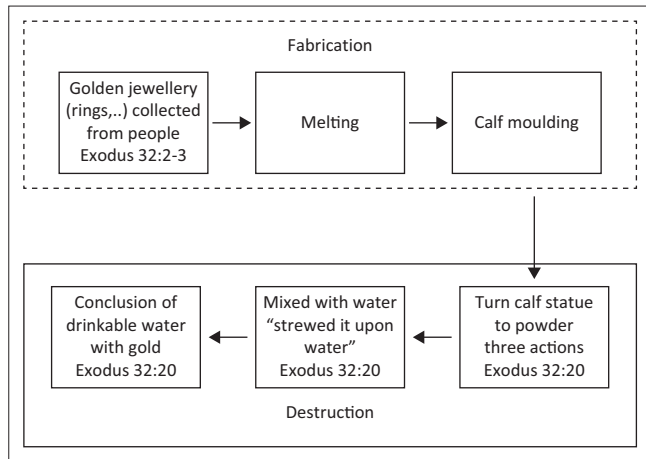 Fabrication
Golden jewellery
(rings,..) collected
from people
Exodus 32:2-3
Melting
Calf moulding
Turn calf statue
to powder
three actions
Exodus 32:20
Mixed with water
“strewed it upon
water”
Exodus 32:20
Conclusion of
drinkable water
with gold
Exodus 32:20
Destruction